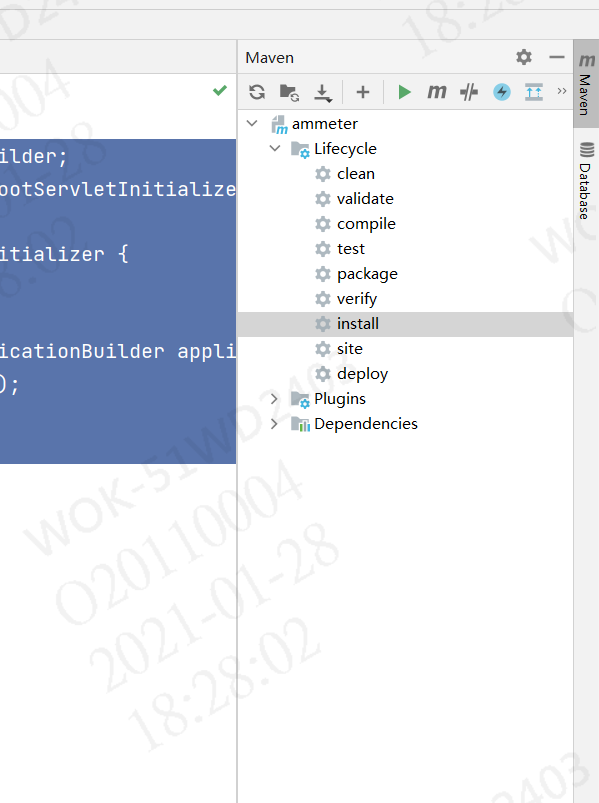 Maven
ammeter
Lifecycle
clean
validate
compile
test
package
verify
install
site
deploy
Plugins
Dependencies
Maven
Database
ilder;
ootServletInitialize
itializer {
icationBuilder appli
);
WOK-51WD2403
O20110004
2021-01-28
18:28:02